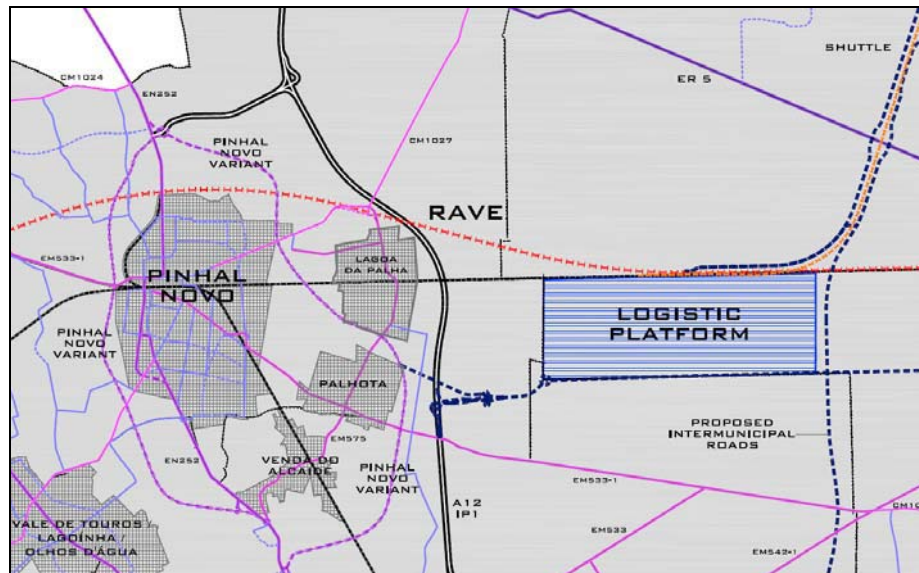 SHUTTLE
CM1024
EN252
ER 5
PINHAL
NOVO
VARIANT
CM1027
RAVE
EM533-1
LAGOA
DA PALHA
PINHAL
NOVO
LOGISTIC
PLATFORM
PINHAL
NOVO
VARIANT
PALHOTA
PROPOSED
INTERMUNICIPAL
ROADS
EM575
EN252
VENDA DO
ALCAIDE
PINHAL
NOVO
VARIANT
EM533-1
A12
IP1
CM10
VALE DE TOUROS /
LAGOINHA /
OLHOS D'ÁGUA
EM533
EM542-1